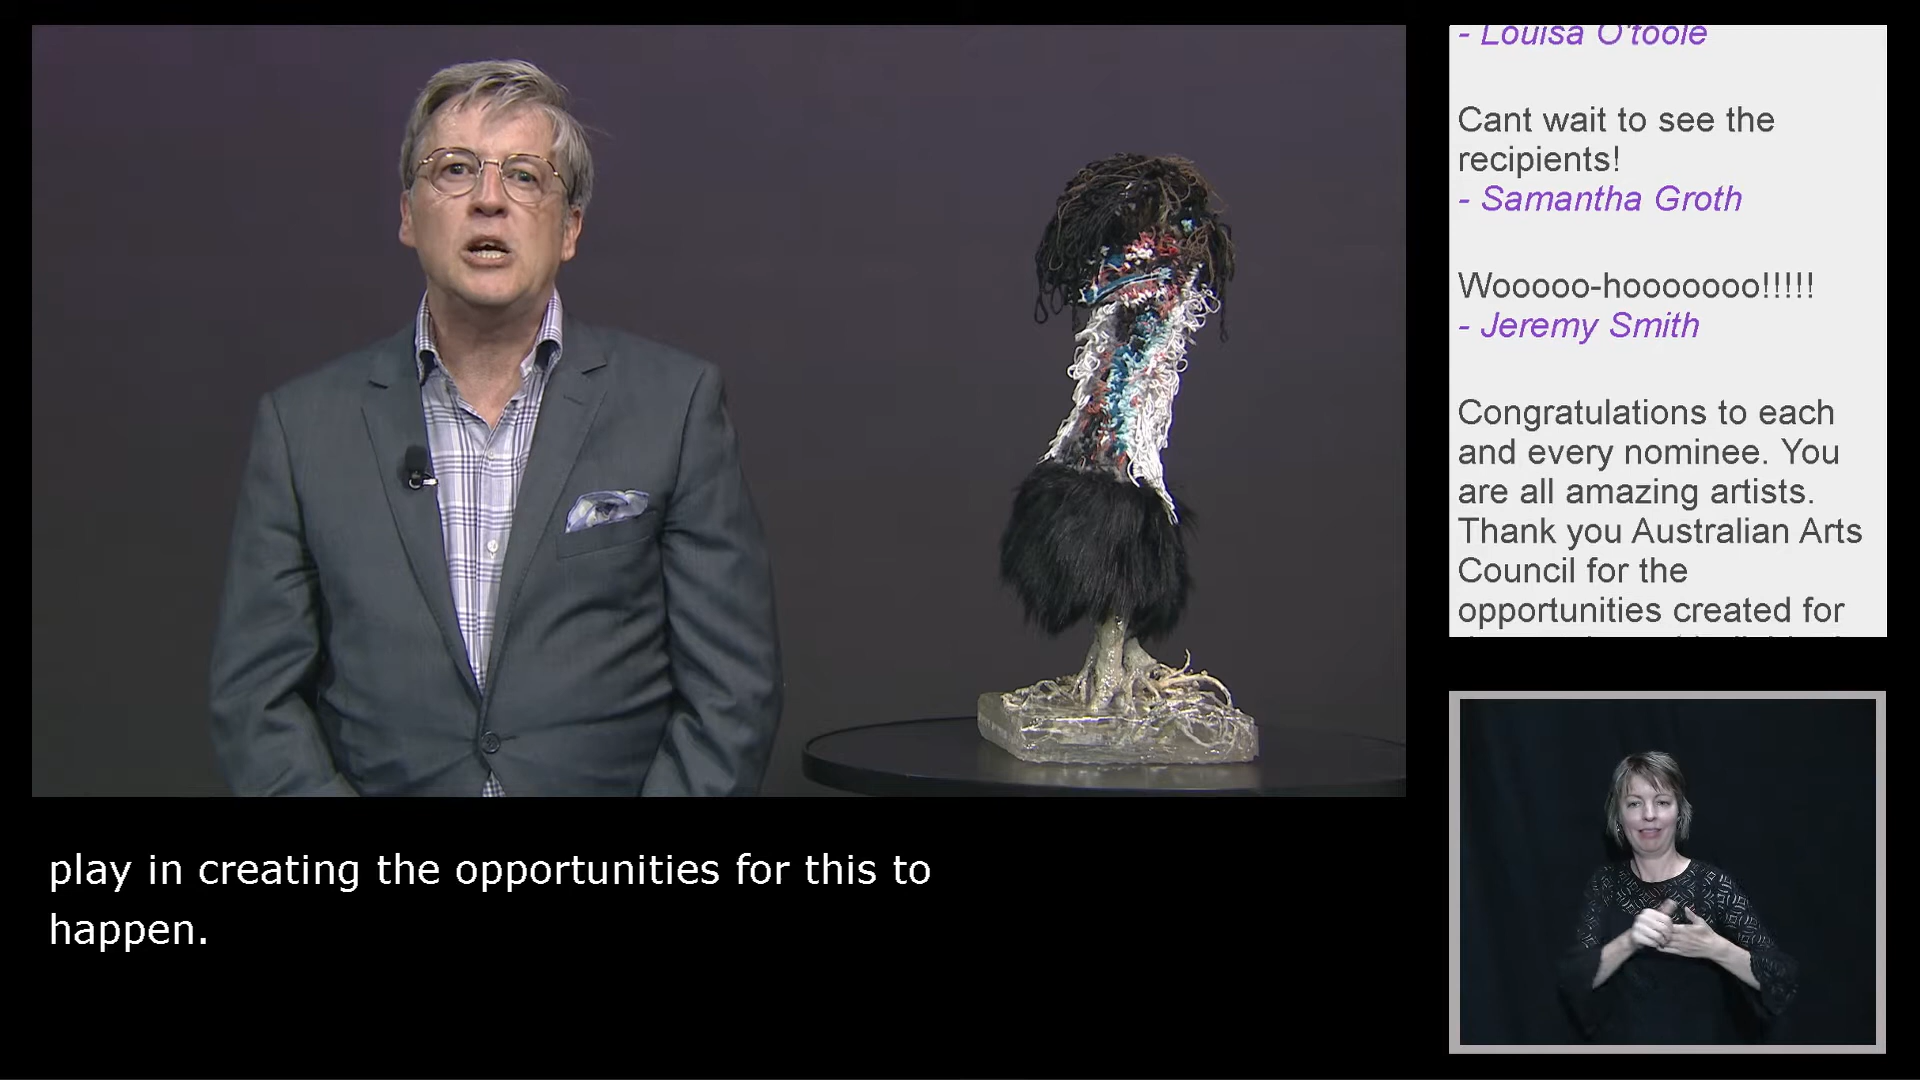 - Louisa O'toole
Cant wait to see the
recipients!
- Samantha Groth
Wooooo-hooooooo!!!!!
- Jeremy Smith
Congratulations to each
and every nominee. You
are all amazing artists.
Thank you Australian Arts
Council for the
opportunities created for
play in creating the opportunities for this to
happen.